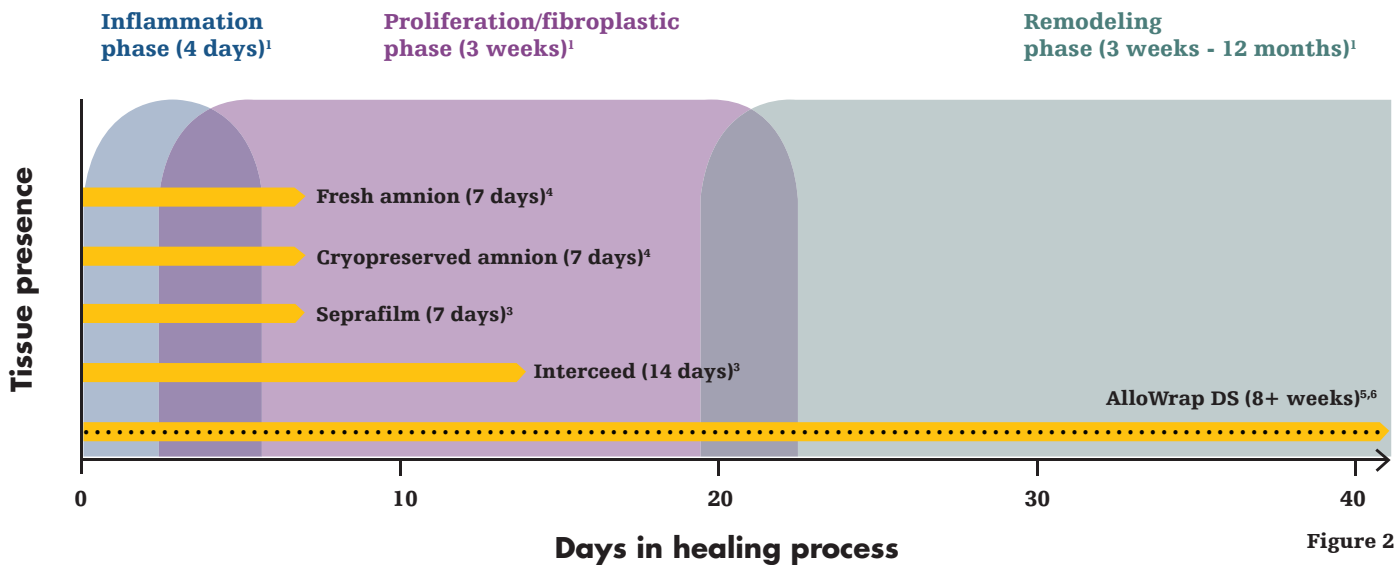 Inflammation
phase (4 days)¹
Proliferation/fibroplastic
phase (3 weeks)¹
Remodeling
phase (3 weeks - 12 months)¹
Tissue presence
Fresh amnion (7 days)⁴
Cryopreserved amnion (7 days)⁴
Seprafilm (7 days)³
Interceed (14 days)³
AlloWrap DS (8+ weeks)⁵,⁶
0 10 20 30 40
Days in healing process
Figure 2